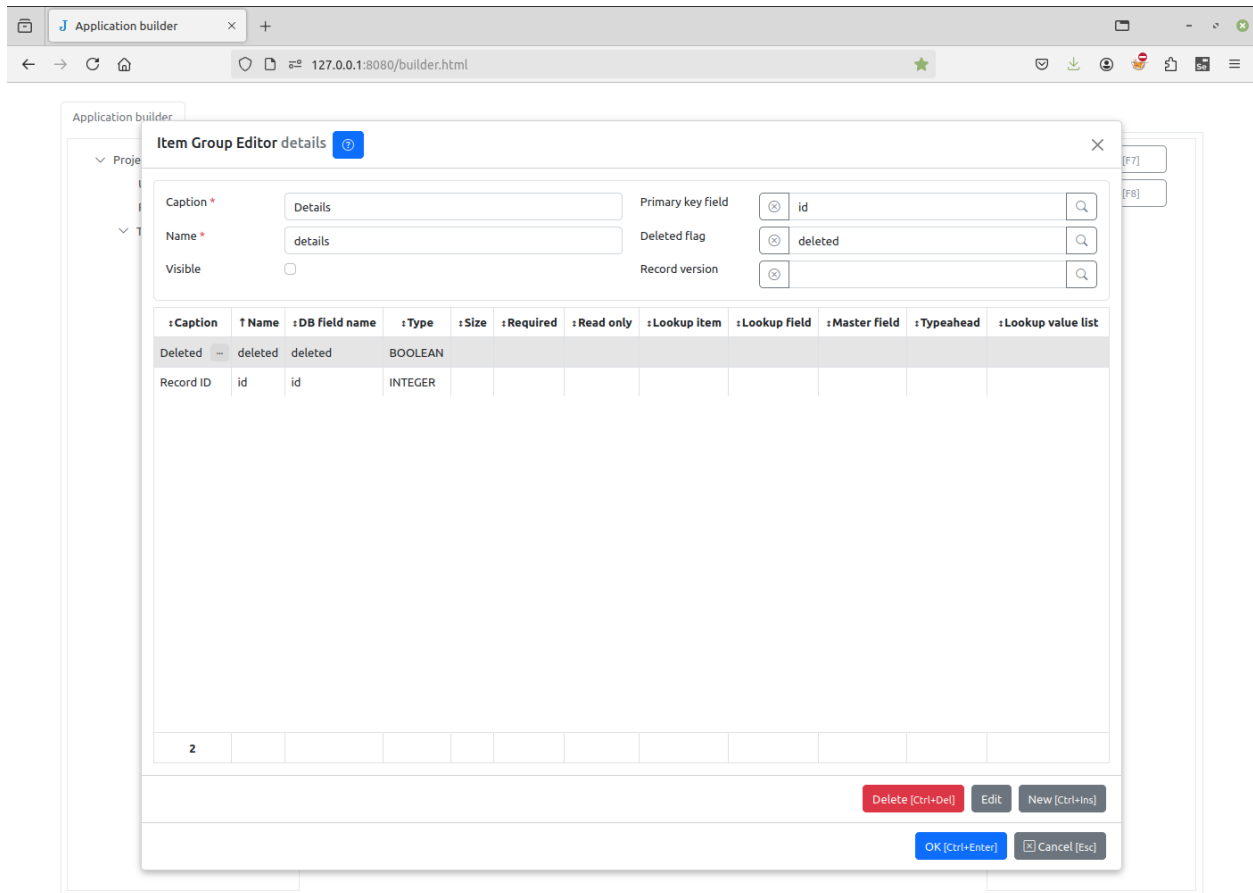 Application builder
127.0.0.1:8080/builder.html
Application builder
Item Group Editor details
Caption * Details Primary key field id
Name * details Deleted flag deleted
Visible Record version
Caption Name DB field name Type Size Required Read only Lookup item Lookup field Master field Typeahead Lookup value list
Deleted ... deleted deleted BOOLEAN
Record ID id id INTEGER
2
Delete [Ctrl+Del] Edit New [Ctrl+Ins]
OK [Ctrl+Enter] Cancel [Esc]
Proje
[F7]
[F8]